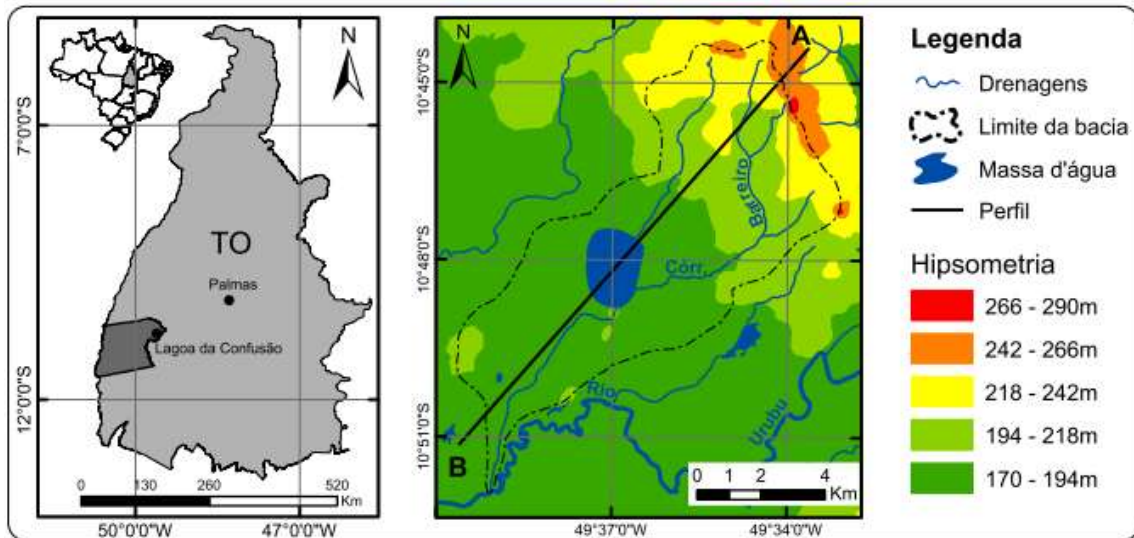 N
7°0'0"S
TO
Palmas
Lagoa da Confusão
12°0'0"S
0 130 260 520
Km
50°0'0"W 47°0'0"W
N
A
10°45'0"S
Barreiro
10°48'0"S
Córr.
Rio
Urubu
10°51'0"S
B
0 1 2 4
Km
49°37'0"W 49°34'0"W
Legenda
Drenagens
Limite da bacia
Massa d'água
Perfil
Hipsometria
266 - 290m
242 - 266m
218 - 242m
194 - 218m
170 - 194m